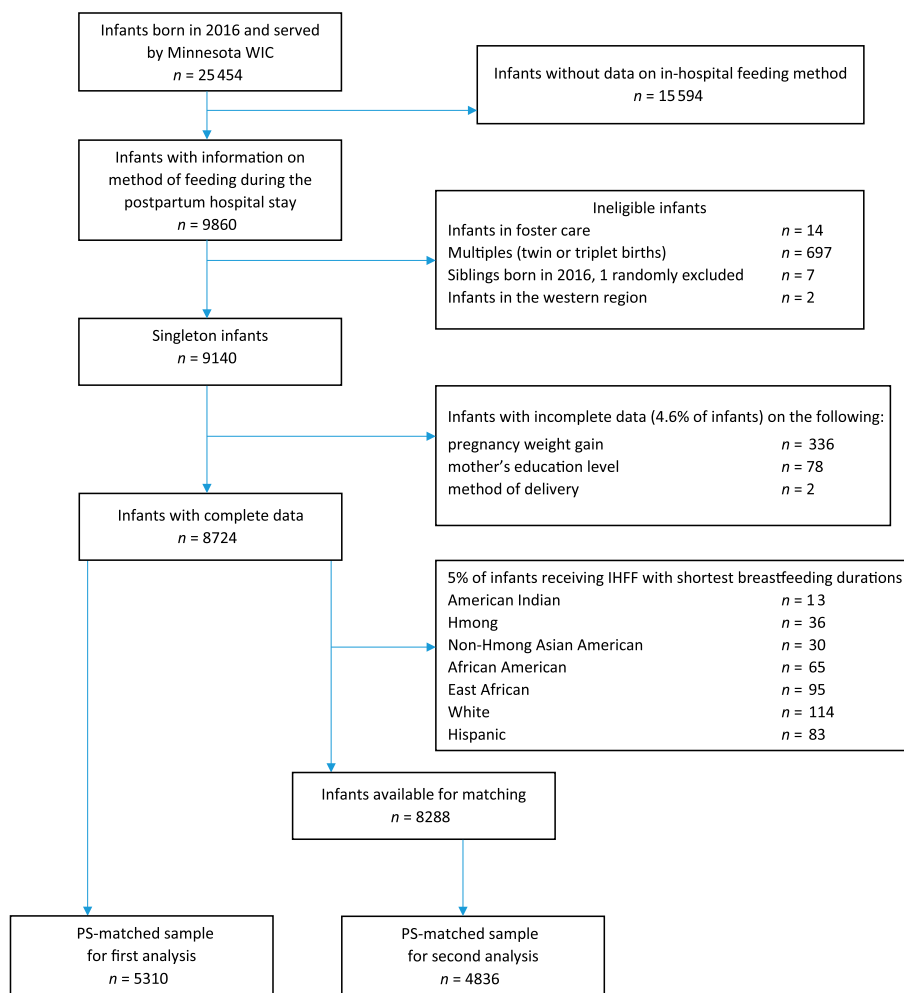 Infants born in 2016 and served
by Minnesota WIC
n = 25 454
Infants without data on in-hospital feeding method
n = 15 594
Infants with information on
method of feeding during the
postpartum hospital stay
n = 9860
Ineligible infants
Infants in foster care n = 14
Multiples (twin or triplet births) n = 697
Siblings born in 2016, 1 randomly excluded n = 7
Infants in the western region n = 2
Singleton infants
n = 9140
Infants with incomplete data (4.6% of infants) on the following:
pregnancy weight gain n = 336
mother's education level n = 78
method of delivery n = 2
Infants with complete data
n = 8724
5% of infants receiving IHFF with shortest breastfeeding durations
American Indian n = 13
Hmong n = 36
Non-Hmong Asian American n = 30
African American n = 65
East African n = 95
White n = 114
Hispanic n = 83
Infants available for matching
n = 8288
PS-matched sample
for first analysis
n = 5310
PS-matched sample
for second analysis
n = 4836